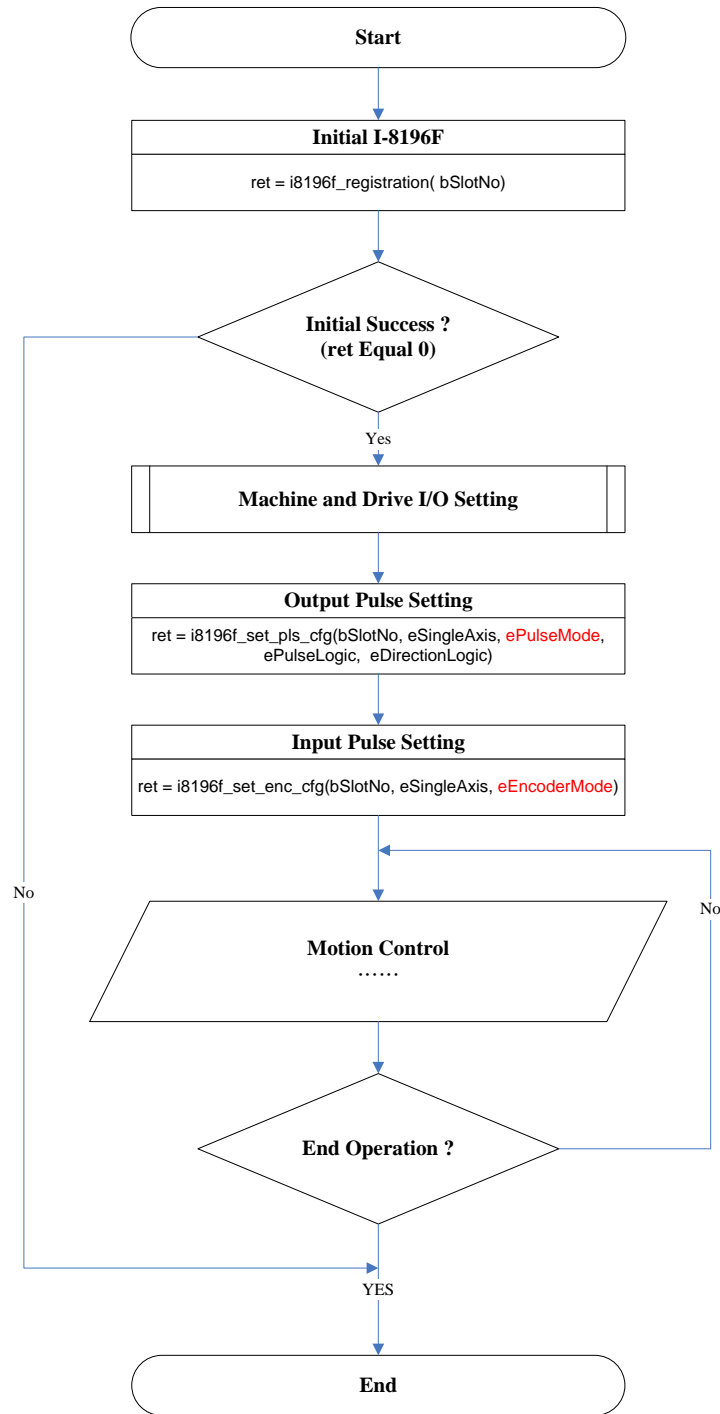 Start
Initial I-8196F
ret = i8196f_registration( bSlotNo)
Initial Success ?
(ret Equal 0)
Yes
Machine and Drive I/O Setting
Output Pulse Setting
ret = i8196f_set_pls_cfg(bSlotNo, eSingleAxis, ePulseMode,
ePulseLogic, eDirectionLogic)
Input Pulse Setting
ret = i8196f_set_enc_cfg(bSlotNo, eSingleAxis, eEncoderMode)
No
No
Motion Control
……
End Operation ?
YES
End